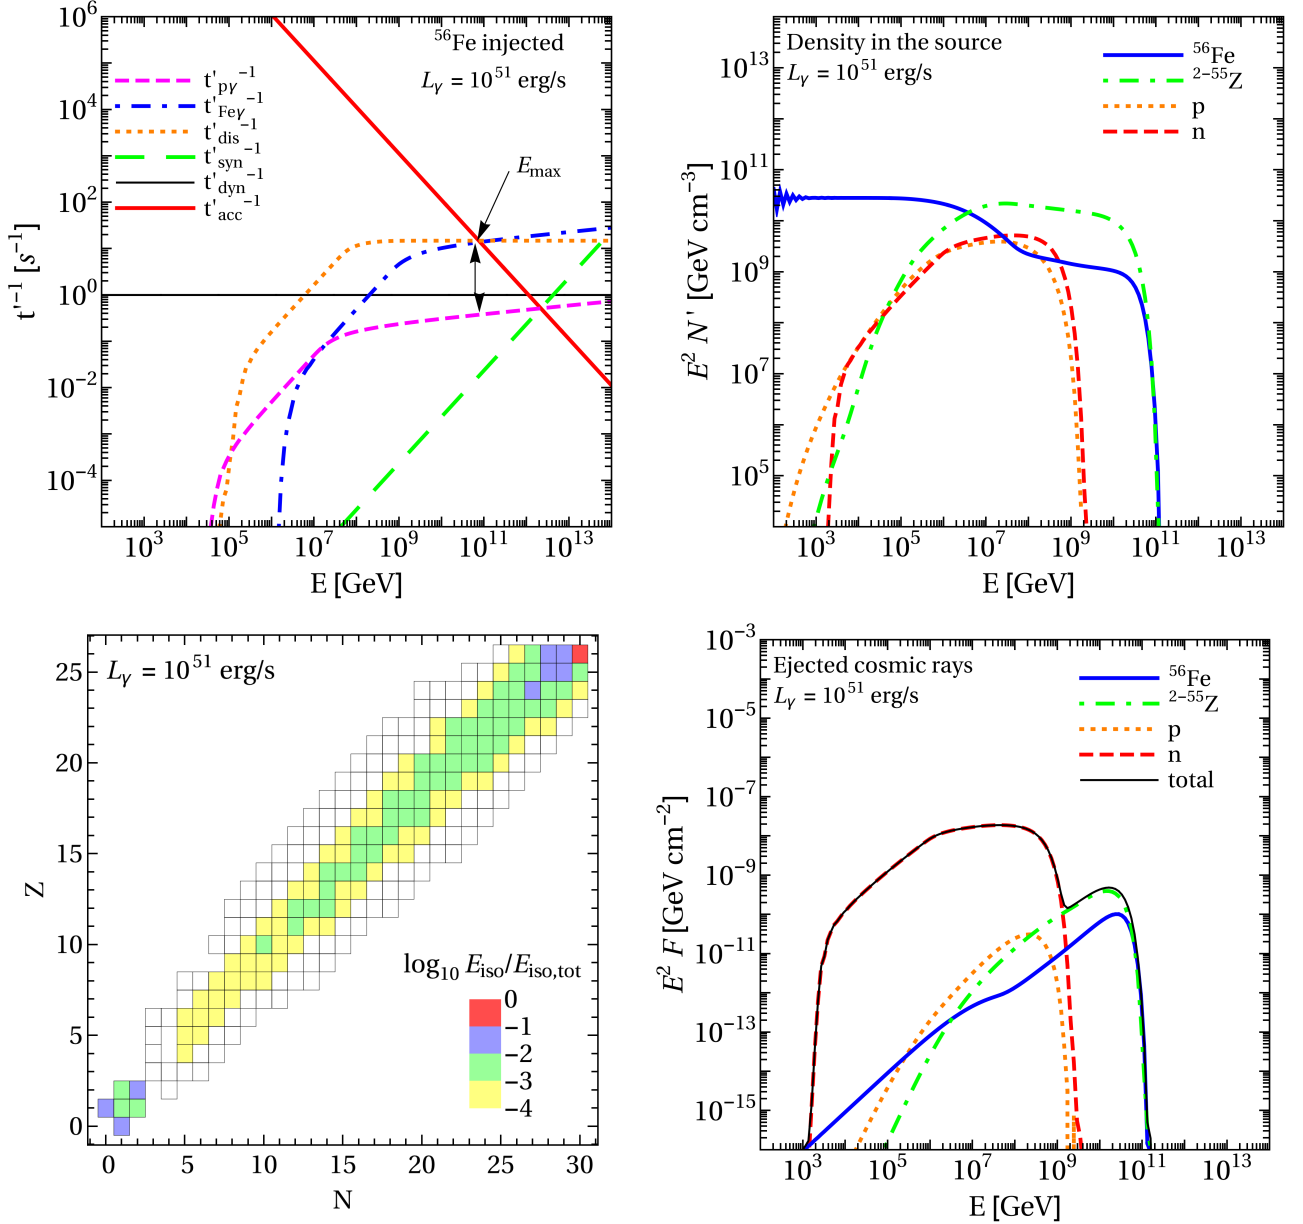 ⁵⁶Fe injected
L_γ = 10⁵¹ erg/s
t'_pγ⁻¹
t'_Feγ⁻¹
t'_dis⁻¹
t'_syn⁻¹
t'_dyn⁻¹
t'_acc⁻¹
E_max
10⁶
10⁴
10²
10⁰
10⁻²
10⁻⁴
t'⁻¹ [s⁻¹]
10³ 10⁵ 10⁷ 10⁹ 10¹¹ 10¹³
E [GeV]
Density in the source
L_γ = 10⁵¹ erg/s
⁵⁶Fe
²⁻⁵⁵Z
p
n
10¹³
10¹¹
10⁹
10⁷
10⁵
E² N' [GeV cm⁻³]
10³ 10⁵ 10⁷ 10⁹ 10¹¹ 10¹³
E [GeV]
L_γ = 10⁵¹ erg/s
25
20
15
10
5
0
Z
log₁₀ E_iso/E_iso,tot
0
−1
−2
−3
−4
0 5 10 15 20 25 30
N
Ejected cosmic rays
L_γ = 10⁵¹ erg/s
⁵⁶Fe
²⁻⁵⁵Z
p
n
total
10⁻³
10⁻⁵
10⁻⁷
10⁻⁹
10⁻¹¹
10⁻¹³
10⁻¹⁵
E² F [GeV cm⁻²]
10³ 10⁵ 10⁷ 10⁹ 10¹¹ 10¹³
E [GeV]